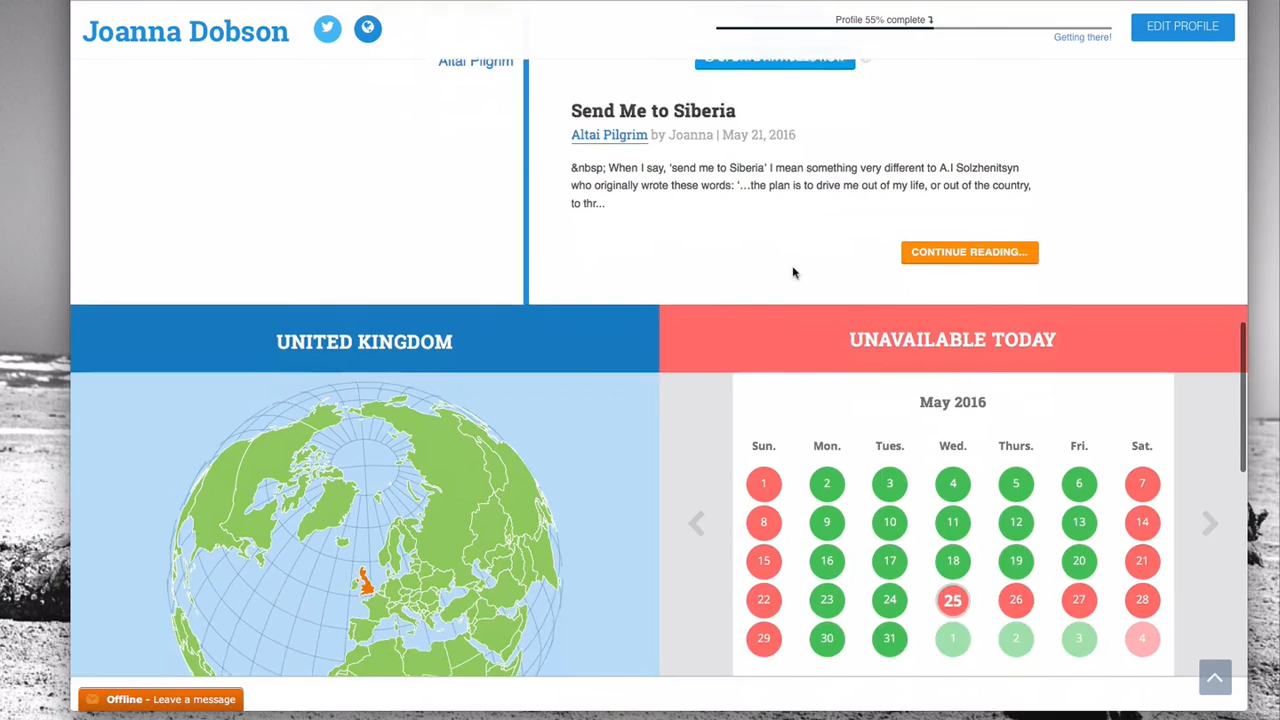 Joanna Dobson
Profile 55% complete
Getting there!
EDIT PROFILE
Altai Pilgrim
Send Me to Siberia
Altai Pilgrim by Joanna | May 21, 2016
&nbsp; When I say, 'send me to Siberia' I mean something very different to A.I Solzhenitsyn
who originally wrote these words: '…the plan is to drive me out of my life, or out of the country,
to thr...
CONTINUE READING...
UNITED KINGDOM
UNAVAILABLE TODAY
May 2016
Sun. Mon. Tues. Wed. Thurs. Fri. Sat.
1 2 3 4 5 6 7
8 9 10 11 12 13 14
15 16 17 18 19 20 21
22 23 24 25 26 27 28
29 30 31 1 2 3 4
Offline - Leave a message